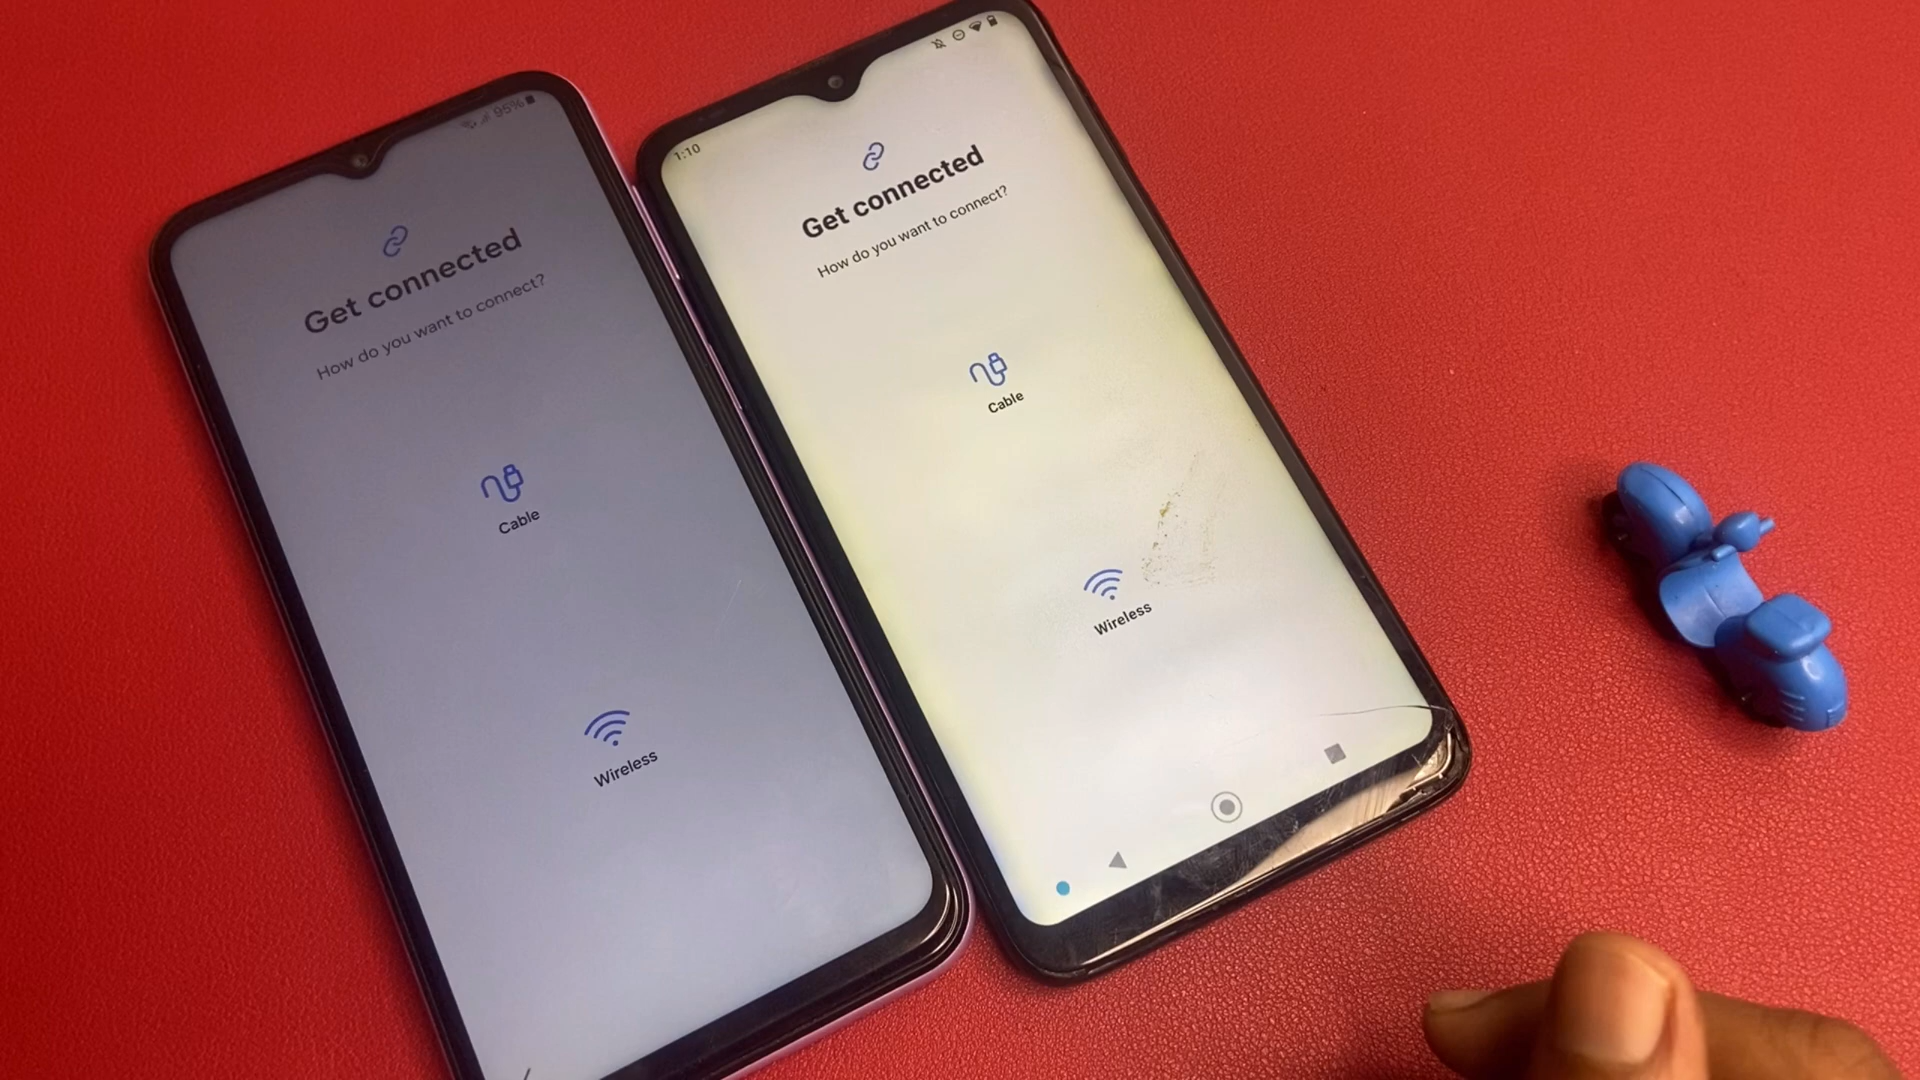 95%
Get connected
How do you want to connect?
Cable
Wireless
1:10
Get connected
How do you want to connect?
Cable
Wireless